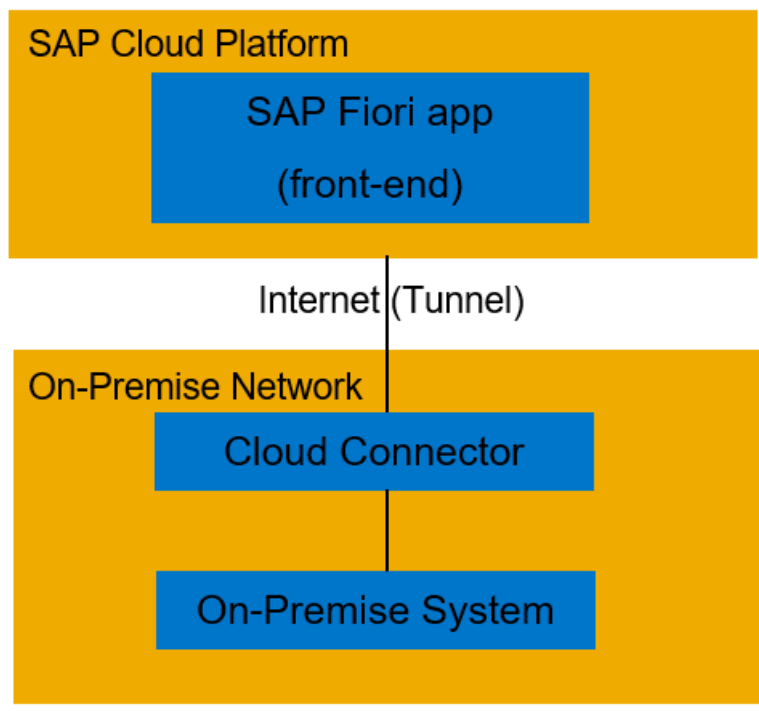 SAP Cloud Platform
SAP Fiori app
(front-end)
Internet (Tunnel)
On-Premise Network
Cloud Connector
On-Premise System